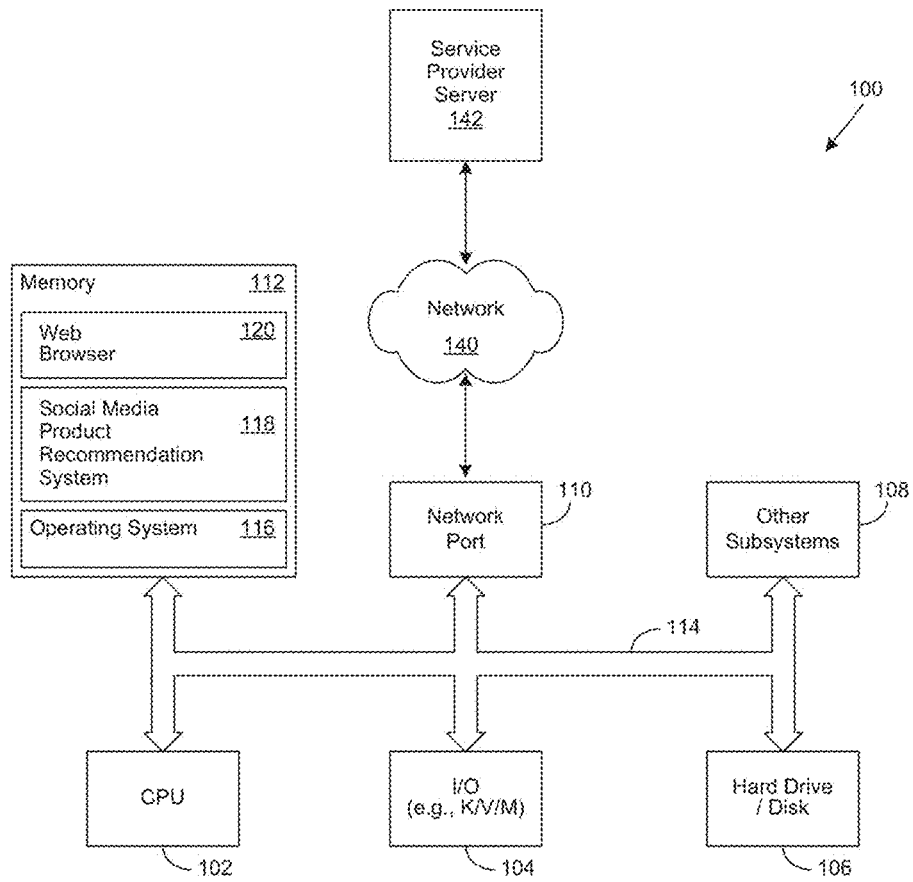 Service
Provider
Server
142
100
Memory 112
Web
Browser
120
Social Media
Product
Recommendation
System
118
Operating System 116
Network
140
Network
Port
110
Other
Subsystems
108
114
CPU
102
I/O
(e.g., K/V/M)
104
Hard Drive
/ Disk
106